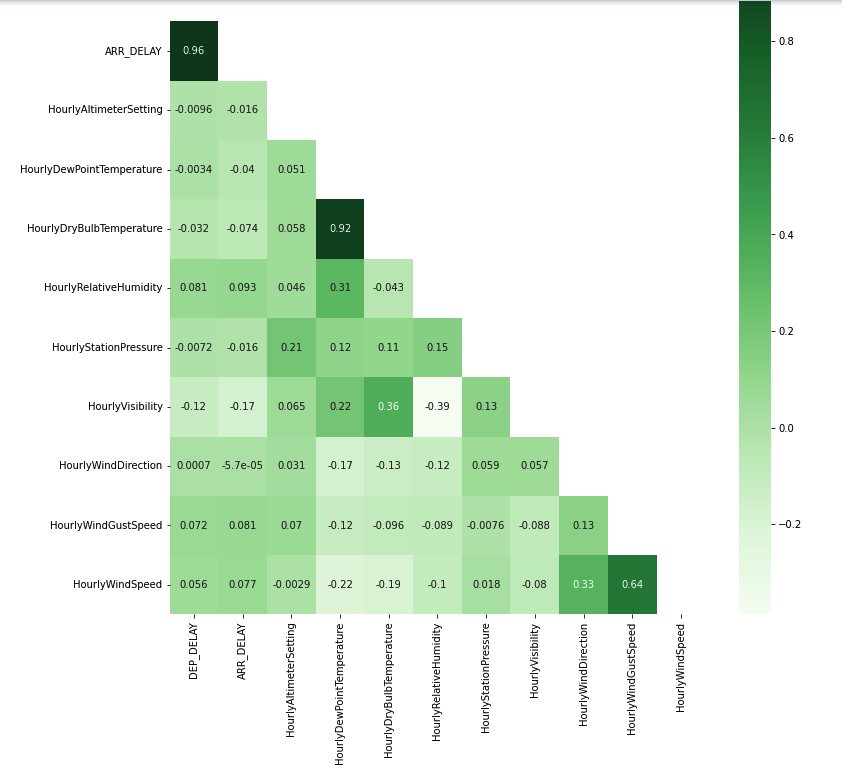 0.8
ARR_DELAY 0.96
HourlyAltimeterSetting -0.0096 -0.016
0.6
HourlyDewPointTemperature -0.0034 -0.04 0.051
HourlyDryBulbTemperature -0.032 -0.074 0.058 0.92
0.4
HourlyRelativeHumidity 0.081 0.093 0.046 0.31 -0.043
0.2
HourlyStationPressure -0.0072 -0.016 0.21 0.12 0.11 0.15
HourlyVisibility -0.12 -0.17 0.065 0.22 0.36 -0.39 0.13
0.0
HourlyWindDirection 0.0007 -5.7e-05 0.031 -0.17 -0.13 -0.12 0.059 0.057
HourlyWindGustSpeed 0.072 0.081 0.07 -0.12 -0.096 -0.089 -0.0076 -0.088 0.13
−0.2
HourlyWindSpeed 0.056 0.077 -0.0029 -0.22 -0.19 -0.1 0.018 -0.08 0.33 0.64
DEP_DELAY
ARR_DELAY
HourlyAltimeterSetting
HourlyDewPointTemperature
HourlyDryBulbTemperature
HourlyRelativeHumidity
HourlyStationPressure
HourlyVisibility
HourlyWindDirection
HourlyWindGustSpeed
HourlyWindSpeed